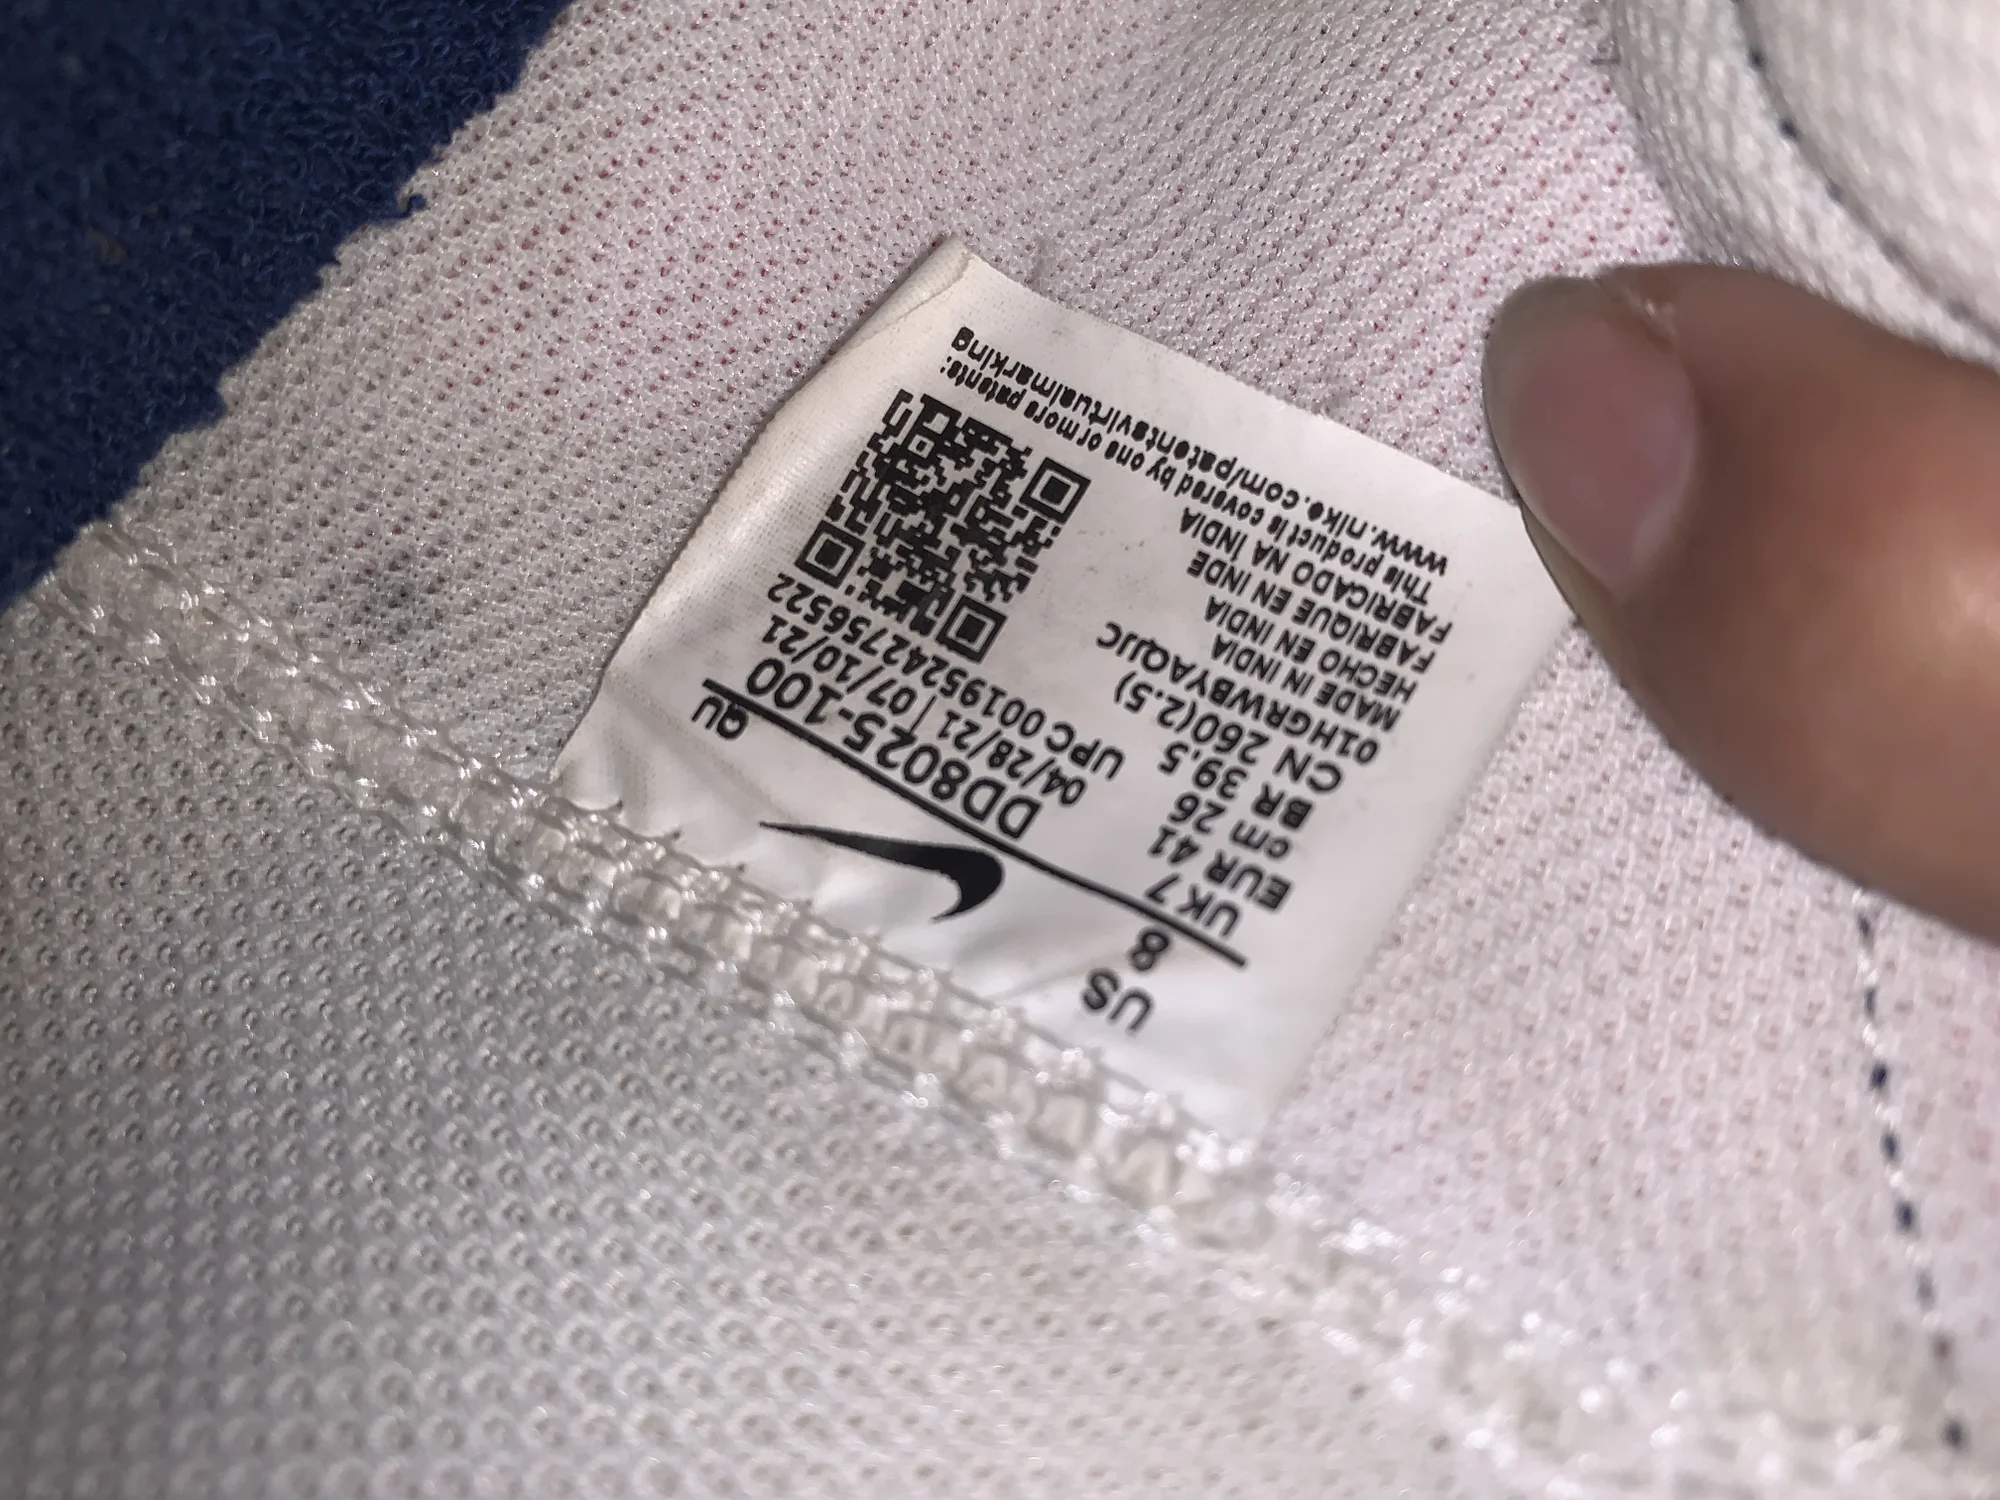 US
8
UK 7
EUR 41
cm 26
BR 39.5
CN 260(2.5)
01HGRWBYAQJJC
MADE IN INDIA
HECHO EN INDIA
FABRIQUE EN INDE
FABRICADO NA ÍNDIA
This product is covered by one or more patents:
www.nike.com/patentsvirtualmarking
QU
DD8025-100
04/28/21 | 07/10/21
UPC 00195242756522